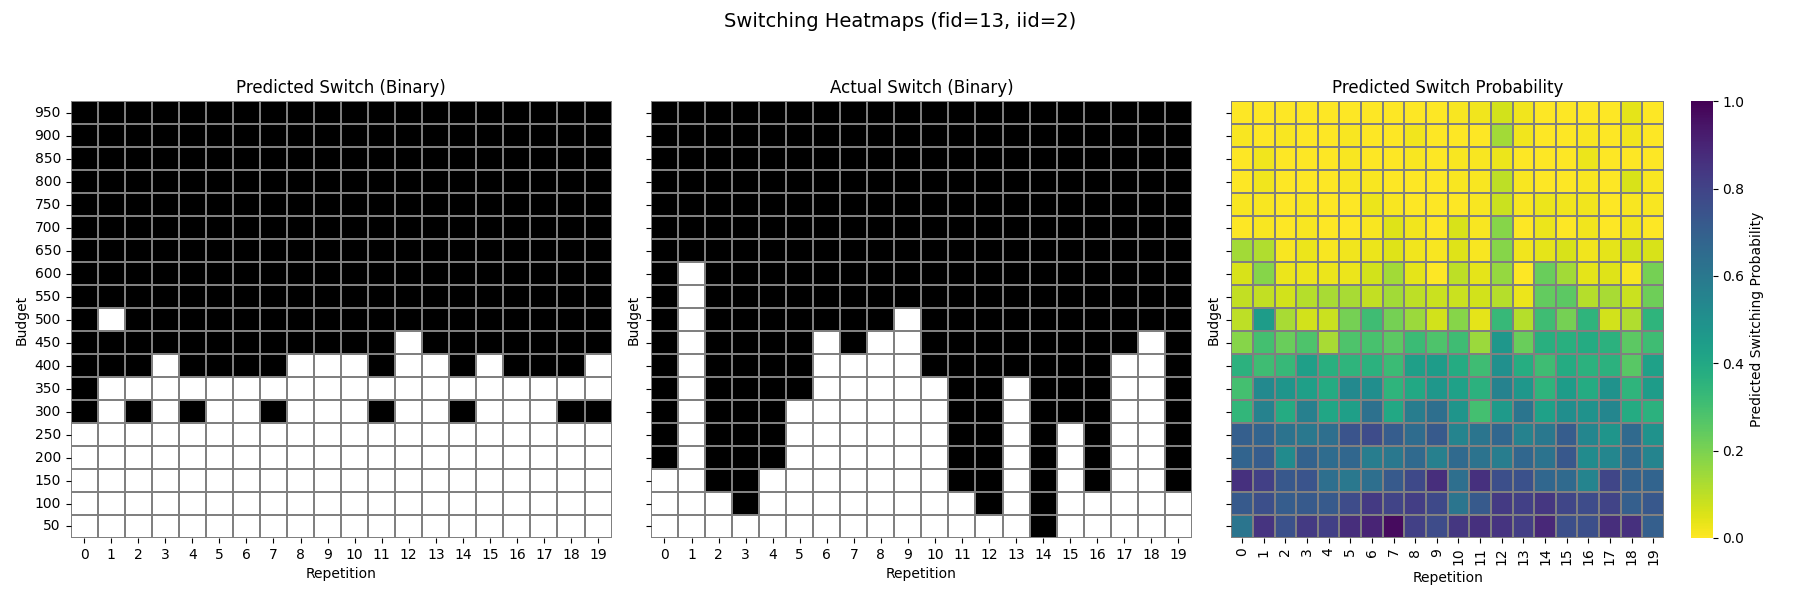 Switching Heatmaps (fid=13, iid=2)
Predicted Switch (Binary)
Actual Switch (Binary)
Predicted Switch Probability
950
900
850
800
750
700
650
600
550
500
450
400
350
300
250
200
150
100
50
Budget
0 1 2 3 4 5 6 7 8 9 10 11 12 13 14 15 16 17 18 19
Repetition
Budget
0 1 2 3 4 5 6 7 8 9 10 11 12 13 14 15 16 17 18 19
Repetition
Budget
0 1 2 3 4 5 6 7 8 9 10 11 12 13 14 15 16 17 18 19
Repetition
1.0
0.8
0.6
0.4
0.2
0.0
Predicted Switching Probability